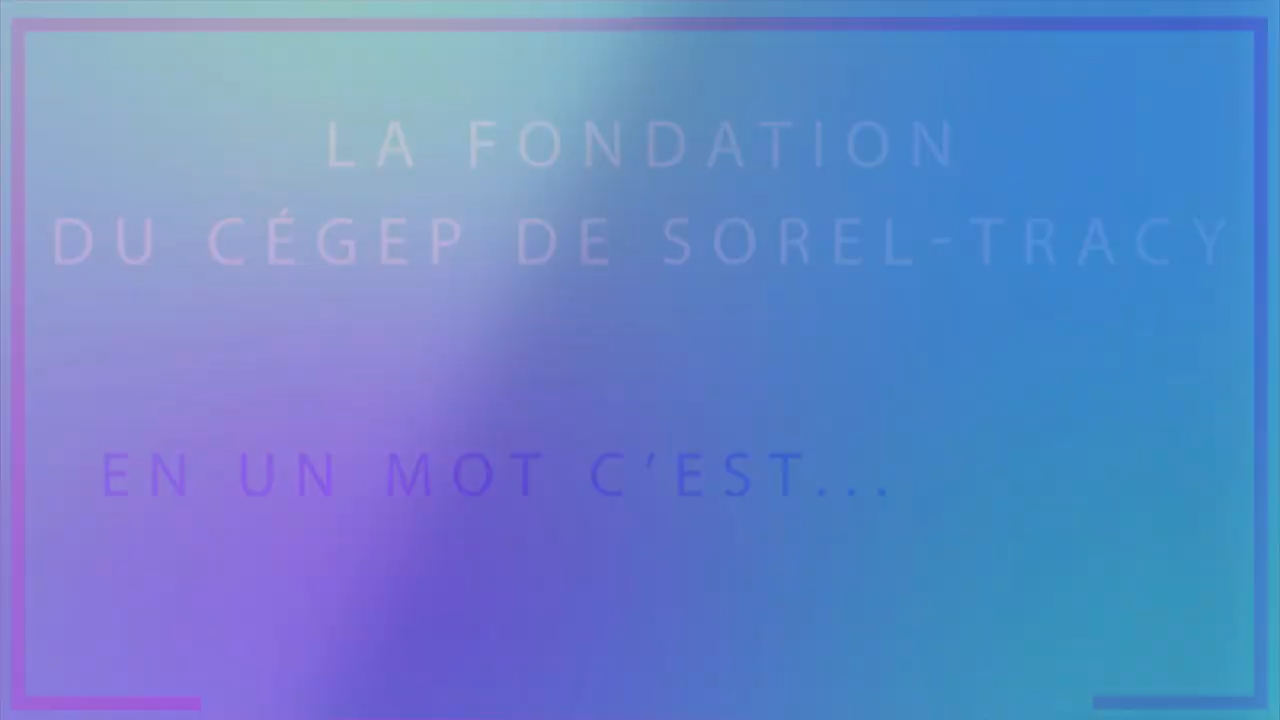 LA FONDATION
DU CÉGEP DE SOREL-TRACY
EN UN MOT C'EST...